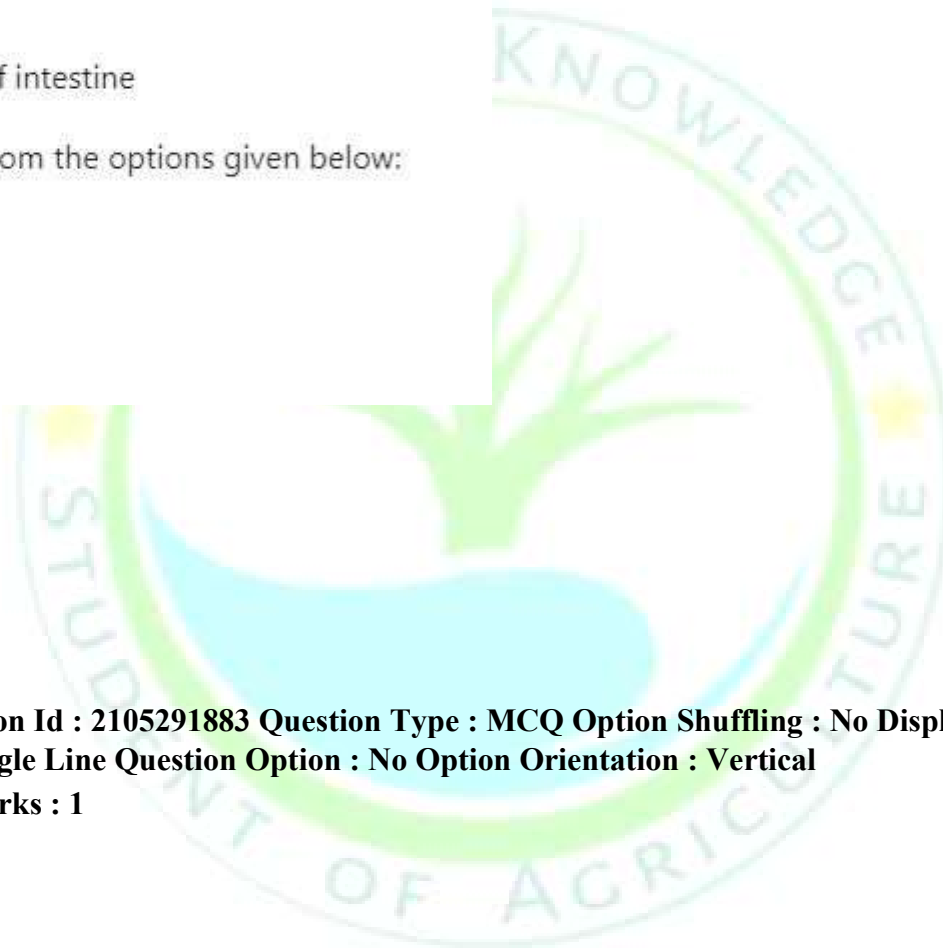 f intestine
om the options given below:
on Id : 2105291883 Question Type : MCQ Option Shuffling : No Displ
gle Line Question Option : No Option Orientation : Vertical
rks : 1
KNOWLEDGE
STUDENT OF AGRICULTURE